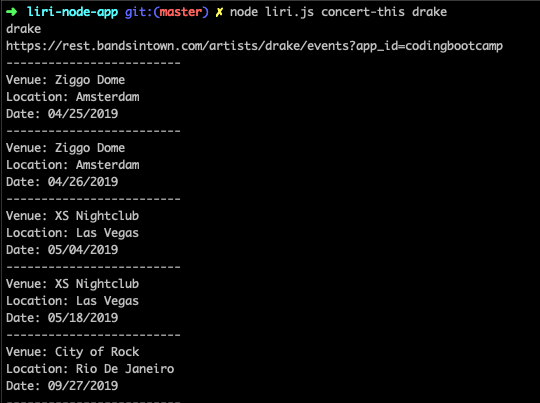 ➜ liri-node-app git:(master) ✗ node liri.js concert-this drake
drake
https://rest.bandsintown.com/artists/drake/events?app_id=codingbootcamp
-------------------------
Venue: Ziggo Dome
Location: Amsterdam
Date: 04/25/2019
-------------------------
Venue: Ziggo Dome
Location: Amsterdam
Date: 04/26/2019
-------------------------
Venue: XS Nightclub
Location: Las Vegas
Date: 05/04/2019
-------------------------
Venue: XS Nightclub
Location: Las Vegas
Date: 05/18/2019
-------------------------
Venue: City of Rock
Location: Rio De Janeiro
Date: 09/27/2019
-------------------------